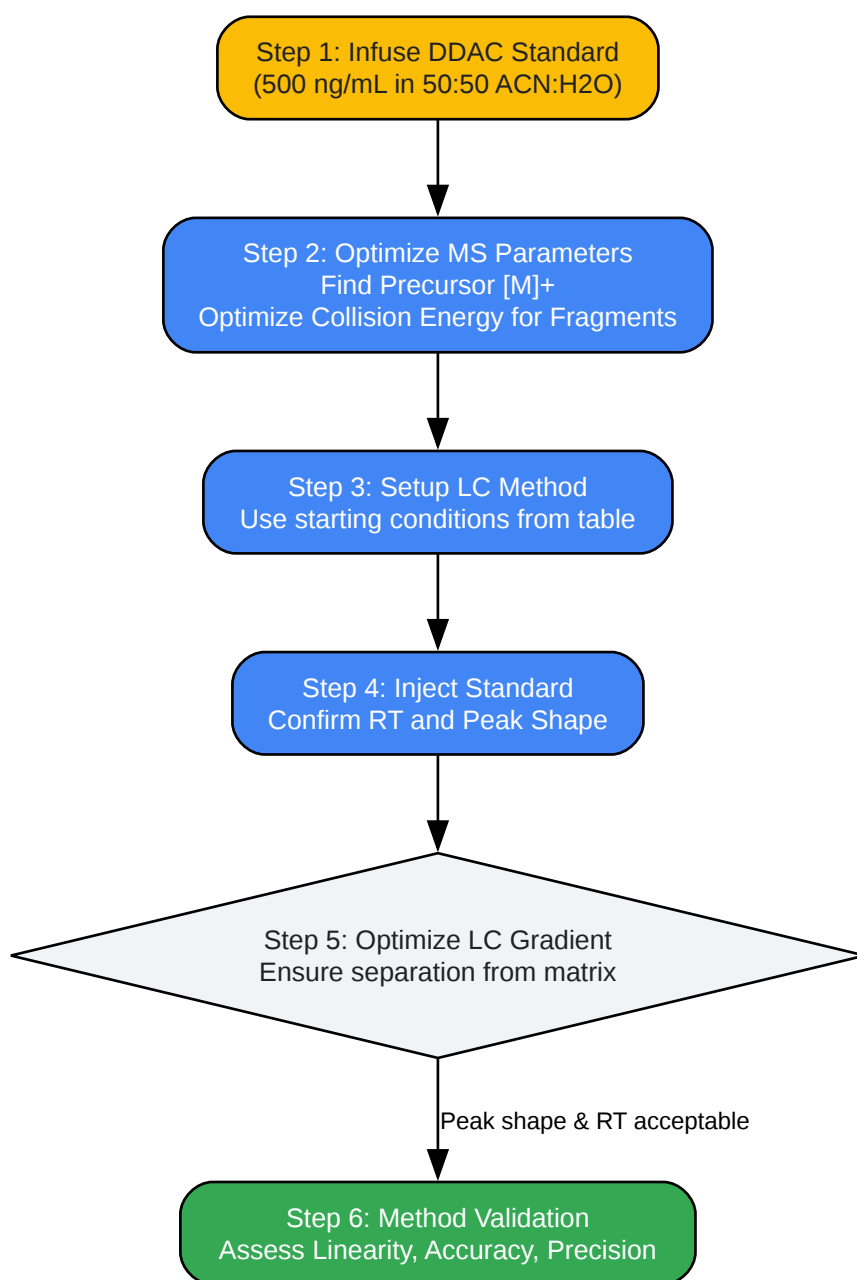 Step 1: Infuse DDAC Standard
(500 ng/mL in 50:50 ACN:H2O)
Step 2: Optimize MS Parameters
Find Precursor [M]+
Optimize Collision Energy for Fragments
Step 3: Setup LC Method
Use starting conditions from table
Step 4: Inject Standard
Confirm RT and Peak Shape
Step 5: Optimize LC Gradient
Ensure separation from matrix
Peak shape & RT acceptable
Step 6: Method Validation
Assess Linearity, Accuracy, Precision